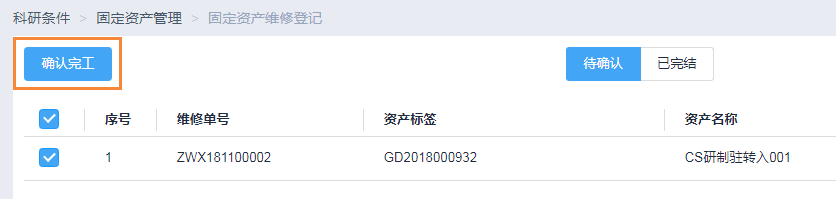 科研条件 > 固定资产管理 > 固定资产维修登记
确认完工 待确认 已完结
序号 维修单号 资产标签 资产名称
1 ZWX181100002 GD2018000932 CS研制驻转入001